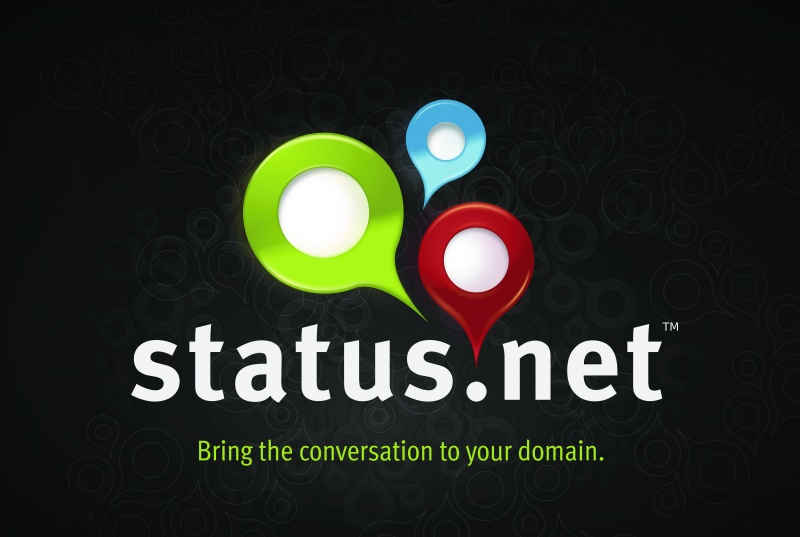 status.net™
Bring the conversation to your domain.